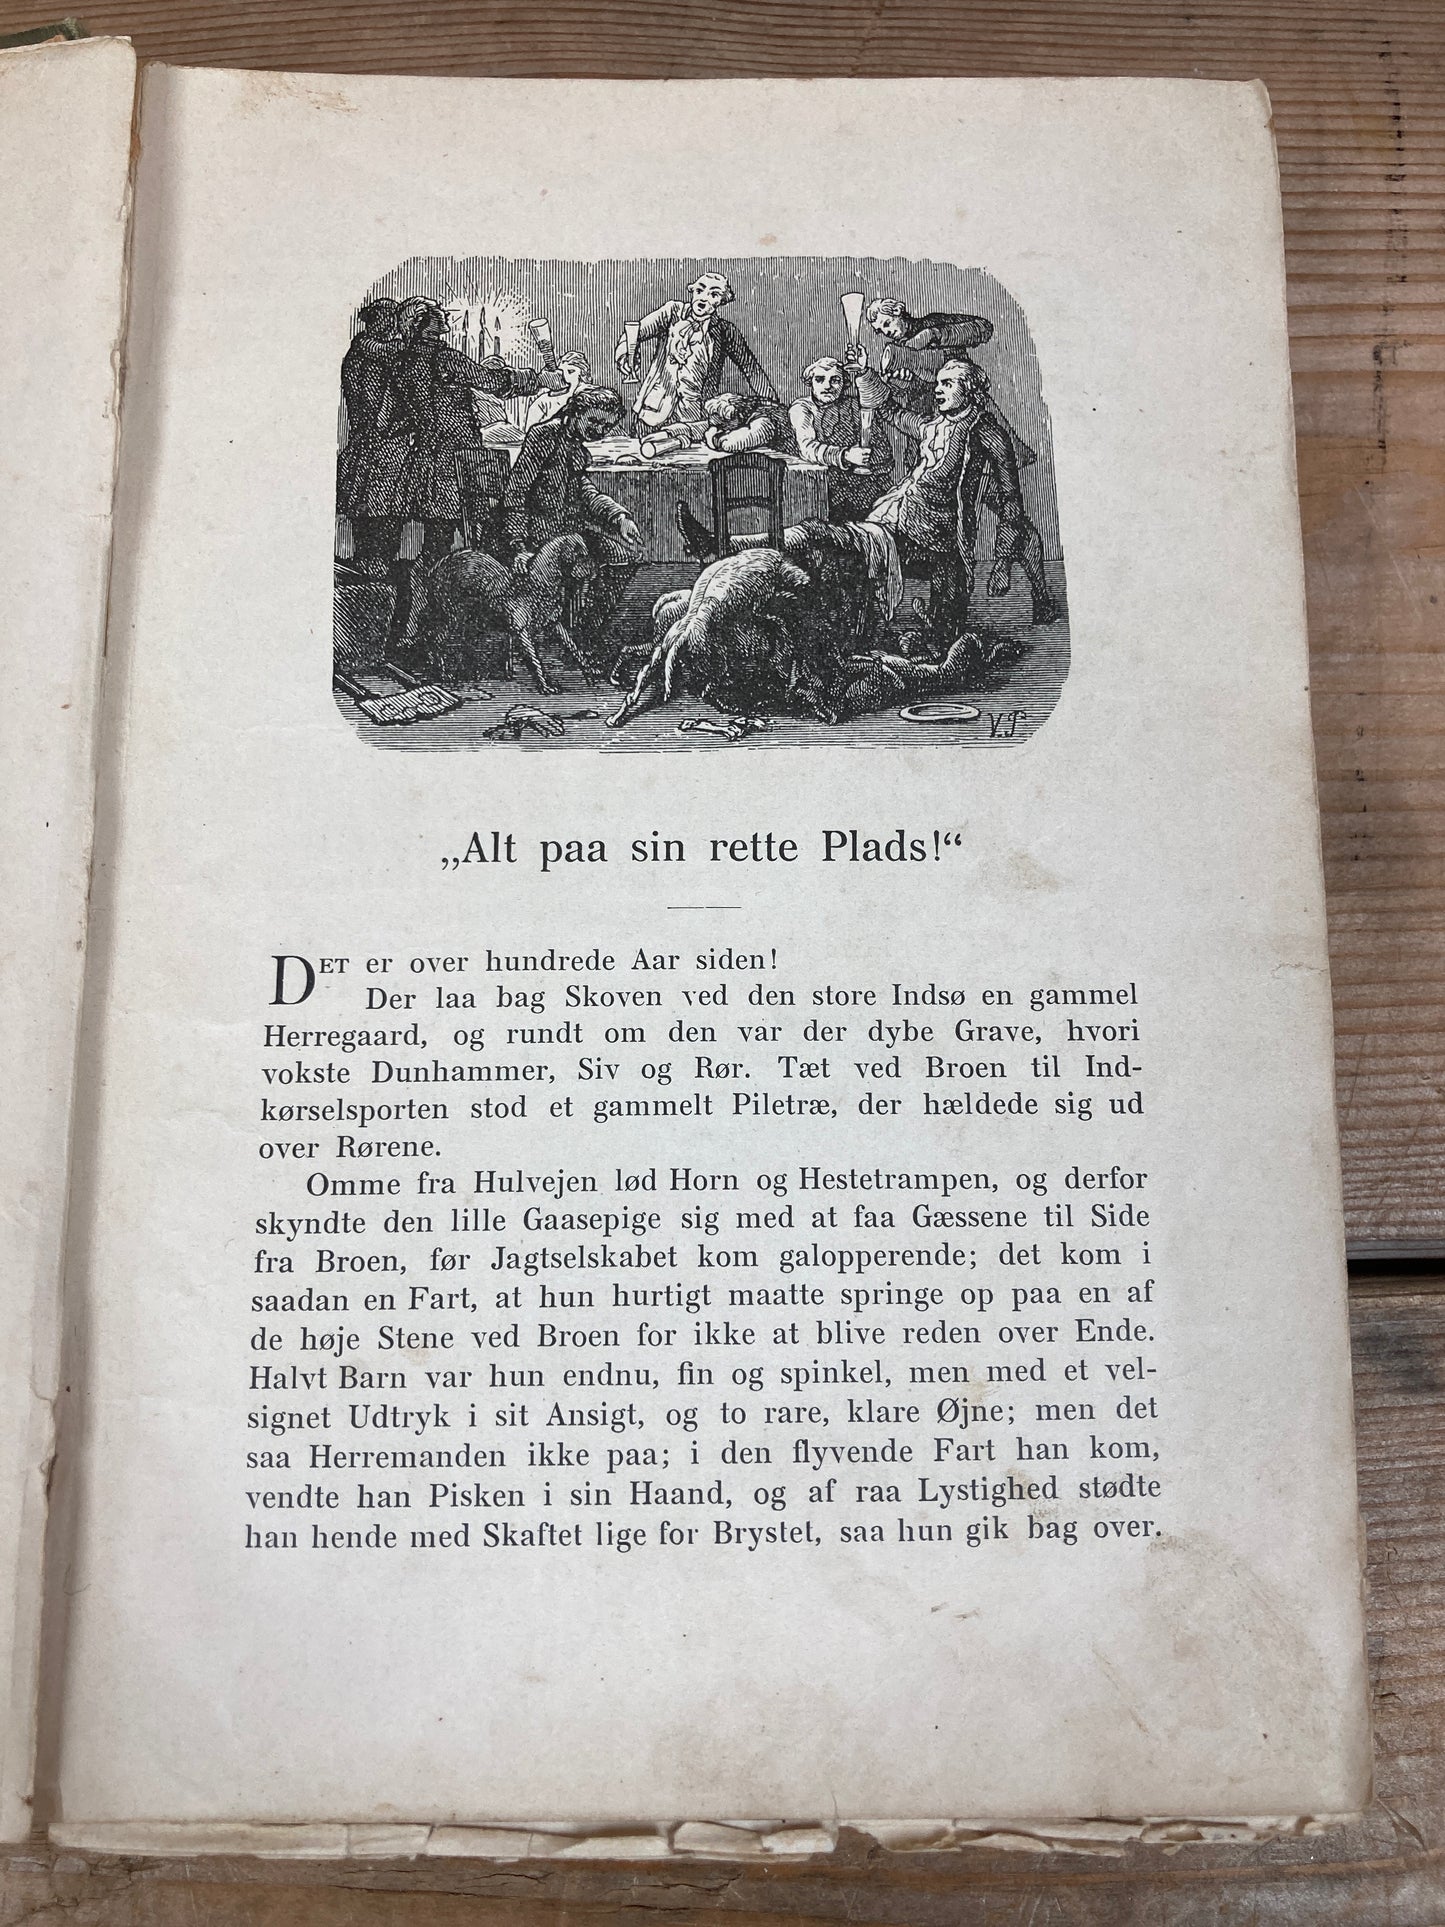 V. P.
„Alt paa sin rette Plads!“
DET er over hundrede Aar siden!
Der laa bag Skoven ved den store Indsø en gammel
Herregaard, og rundt om den var der dybe Grave, hvori
vokste Dunhammer, Siv og Rør. Tæt ved Broen til Ind-
kørselsporten stod et gammelt Piletræ, der hældede sig ud
over Rørene.
Omme fra Hulvejen lød Horn og Hestetrampen, og derfor
skyndte den lille Gaasepige sig med at faa Gæssene til Side
fra Broen, før Jagtselskabet kom galopperende; det kom i
saadan en Fart, at hun hurtigt maatte springe op paa en af
de høje Stene ved Broen for ikke at blive reden over Ende.
Halvt Barn var hun endnu, fin og spinkel, men med et vel-
signet Udtryk i sit Ansigt, og to rare, klare Øjne; men det
saa Herremanden ikke paa; i den flyvende Fart han kom,
vendte han Pisken i sin Haand, og af raa Lystighed stødte
han hende med Skaftet lige for Brystet, saa hun gik bag over.